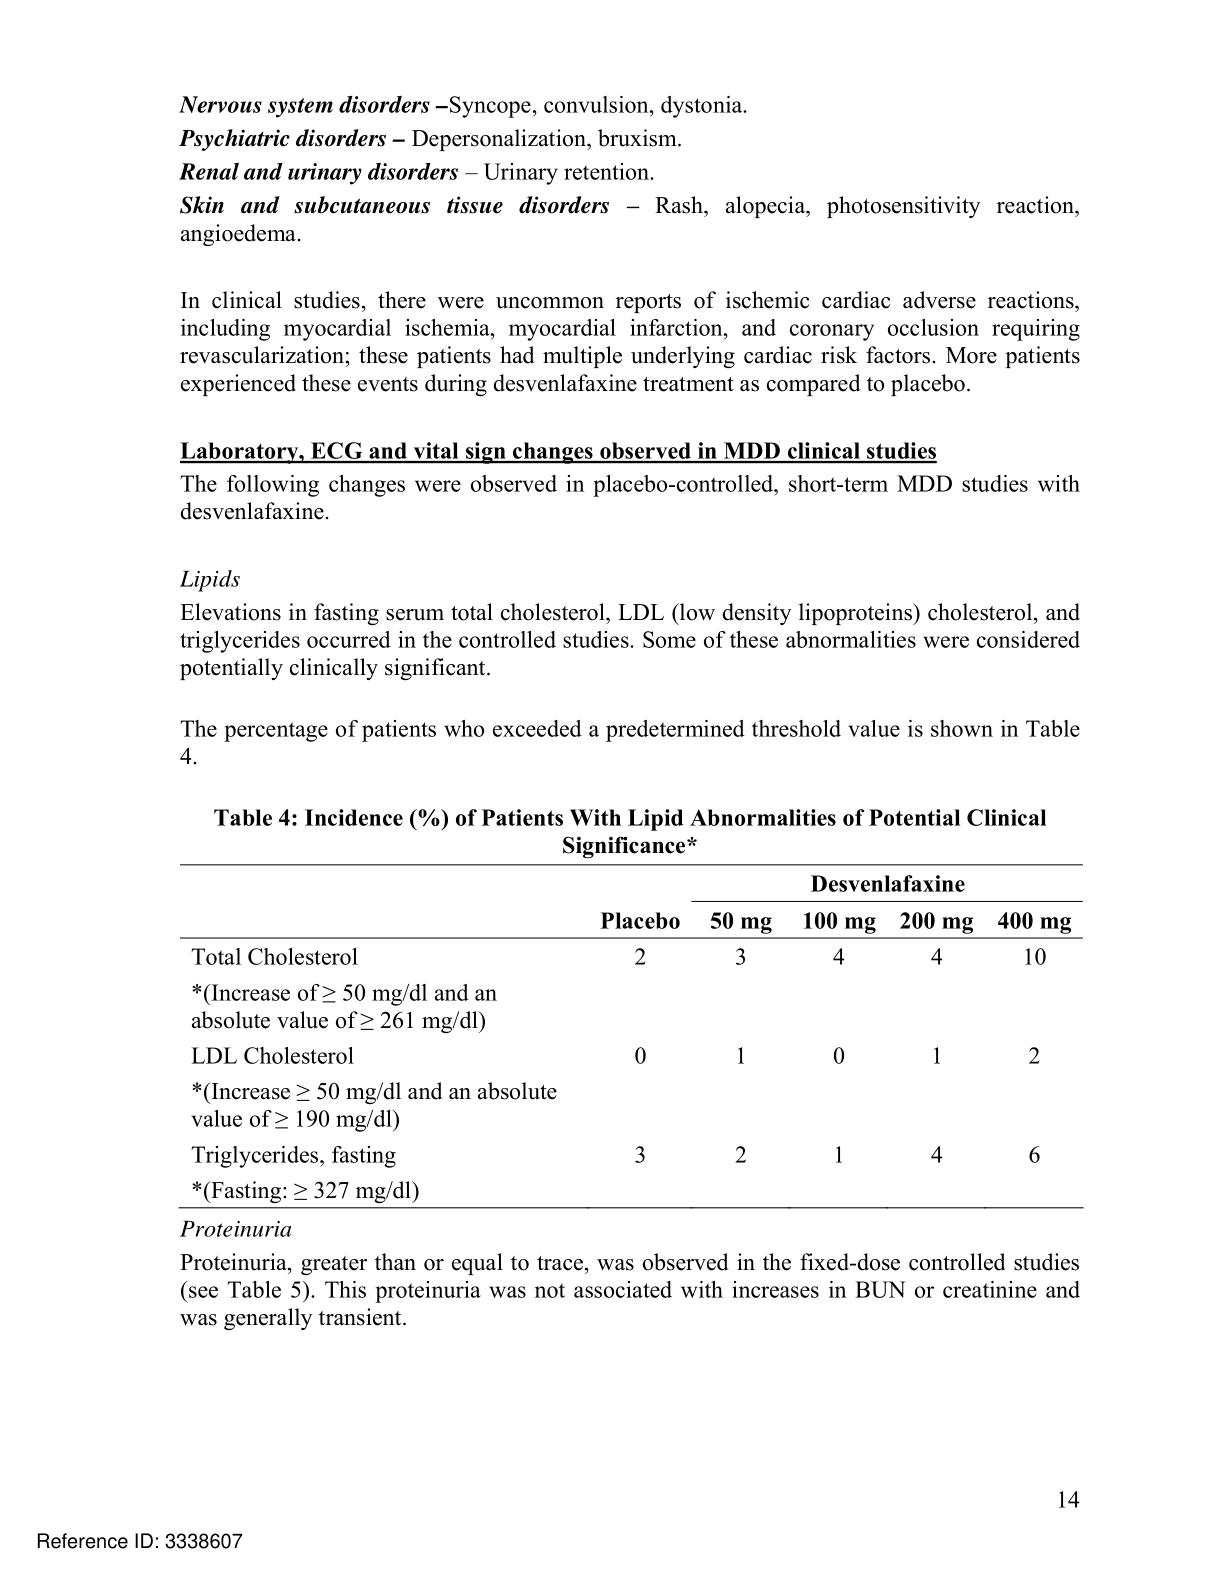 Nervous system disorders –Syncope, convulsion, dystonia.
Psychiatric disorders – Depersonalization, bruxism.
Renal and urinary disorders – Urinary retention.
Skin and subcutaneous tissue disorders – Rash, alopecia, photosensitivity reaction,
angioedema.
In clinical studies, there were uncommon reports of ischemic cardiac adverse reactions,
including myocardial ischemia, myocardial infarction, and coronary occlusion requiring
revascularization; these patients had multiple underlying cardiac risk factors. More patients
experienced these events during desvenlafaxine treatment as compared to placebo.
Laboratory, ECG and vital sign changes observed in MDD clinical studies
The following changes were observed in placebo-controlled, short-term MDD studies with
desvenlafaxine.
Lipids
Elevations in fasting serum total cholesterol, LDL (low density lipoproteins) cholesterol, and
triglycerides occurred in the controlled studies. Some of these abnormalities were considered
potentially clinically significant.
The percentage of patients who exceeded a predetermined threshold value is shown in Table
4.
Table 4: Incidence (%) of Patients With Lipid Abnormalities of Potential Clinical
Significance*
Desvenlafaxine
Placebo 50 mg 100 mg 200 mg 400 mg
Total Cholesterol 2 3 4 4 10
*(Increase of ≥ 50 mg/dl and an
absolute value of ≥ 261 mg/dl)
LDL Cholesterol 0 1 0 1 2
*(Increase ≥ 50 mg/dl and an absolute
value of ≥ 190 mg/dl)
Triglycerides, fasting 3 2 1 4 6
*(Fasting: ≥ 327 mg/dl)
Proteinuria
Proteinuria, greater than or equal to trace, was observed in the fixed-dose controlled studies
(see Table 5). This proteinuria was not associated with increases in BUN or creatinine and
was generally transient.
14
Reference ID: 3338607